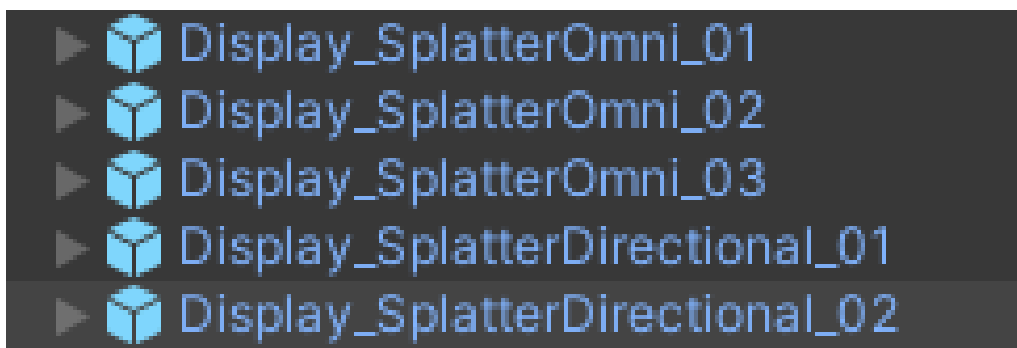 Display_SplatterOmni_01
Display_SplatterOmni_02
Display_SplatterOmni_03
Display_SplatterDirectional_01
Display_SplatterDirectional_02